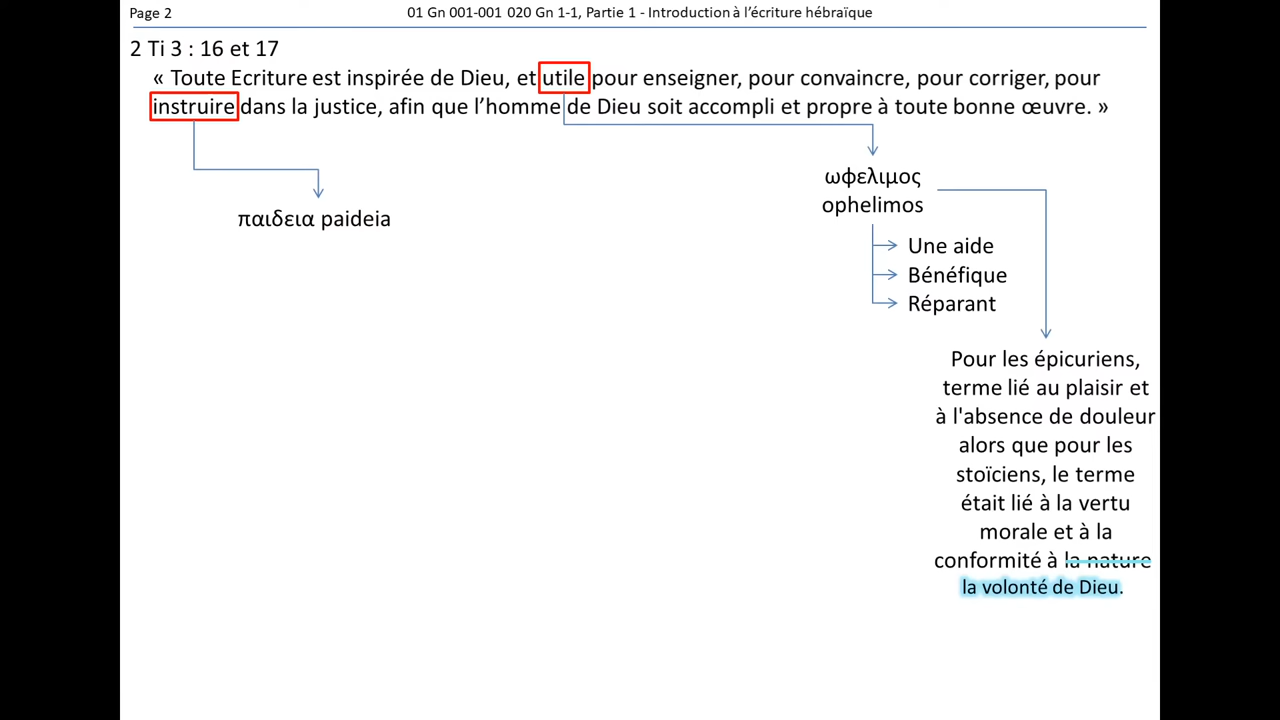 Page 2
01 Gn 001-001 020 Gn 1-1, Partie 1 - Introduction à l’écriture hébraïque
2 Ti 3 : 16 et 17
« Toute Ecriture est inspirée de Dieu, et utile pour enseigner, pour convaincre, pour corriger, pour
instruire dans la justice, afin que l’homme de Dieu soit accompli et propre à toute bonne œuvre. »
παιδεια paideia
ωφελιμος
ophelimos
Une aide
Bénéfique
Réparant
Pour les épicuriens,
terme lié au plaisir et
à l'absence de douleur
alors que pour les
stoïciens, le terme
était lié à la vertu
morale et à la
conformité à la nature
la volonté de Dieu.